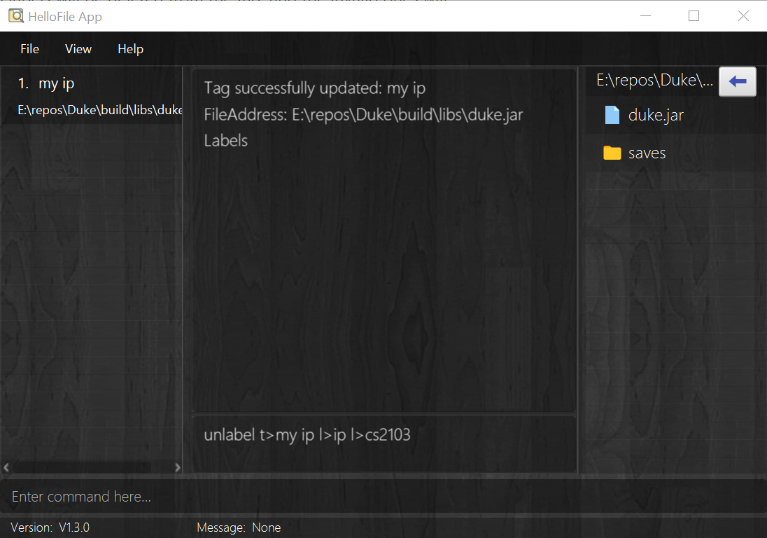 HelloFile App
File View Help
1. my ip
E:\repos\Duke\build\libs\duke
Tag successfully updated: my ip
FileAddress: E:\repos\Duke\build\libs\duke.jar
Labels
unlabel t>my ip l>ip l>cs2103
E:\repos\Duke\...
duke.jar
saves
Enter command here...
Version: V1.3.0
Message: None